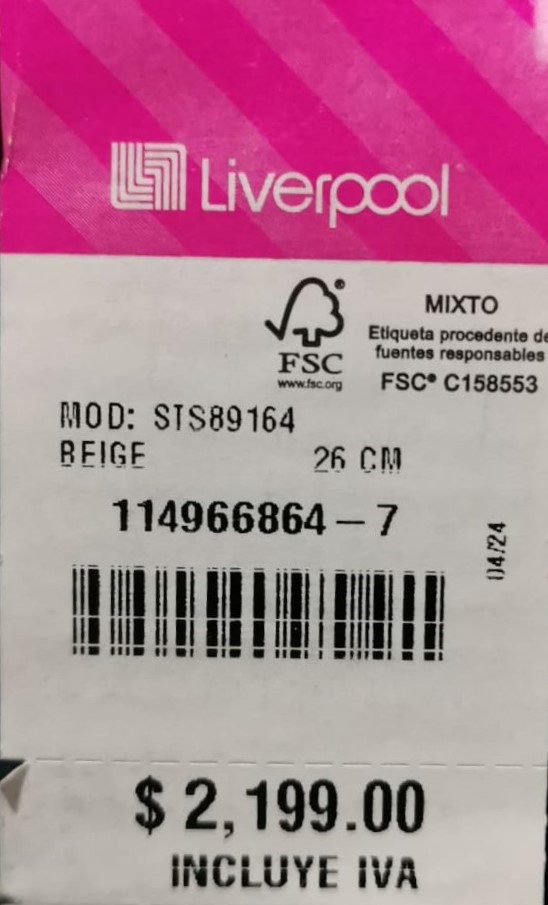 Liverpool
FSC®
www.fsc.org
MIXTO
Etiqueta procedente de
fuentes responsables
FSC® C158553
MOD: STS89164
BEIGE 26 CM
114966864-7
04/24
$ 2,199.00
INCLUYE IVA